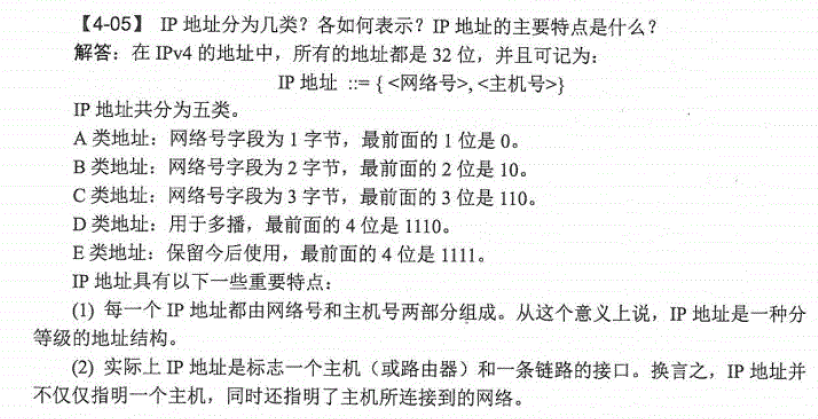 【4-05】 IP 地址分为几类？各如何表示？IP 地址的主要特点是什么？
解答：在 IPv4 的地址中，所有的地址都是 32 位，并且可记为：
IP 地址 ::= { <网络号>, <主机号>}
IP 地址共分为五类。
A 类地址：网络号字段为 1 字节，最前面的 1 位是 0。
B 类地址：网络号字段为 2 字节，最前面的 2 位是 10。
C 类地址：网络号字段为 3 字节，最前面的 3 位是 110。
D 类地址：用于多播，最前面的 4 位是 1110。
E 类地址：保留今后使用，最前面的 4 位是 1111。
IP 地址具有以下一些重要特点：
(1) 每一个 IP 地址都由网络号和主机号两部分组成。从这个意义上说，IP 地址是一种分
等级的地址结构。
(2) 实际上 IP 地址是标志一个主机（或路由器）和一条链路的接口。换言之，IP 地址并
不仅仅指明一个主机，同时还指明了主机所连接到的网络。